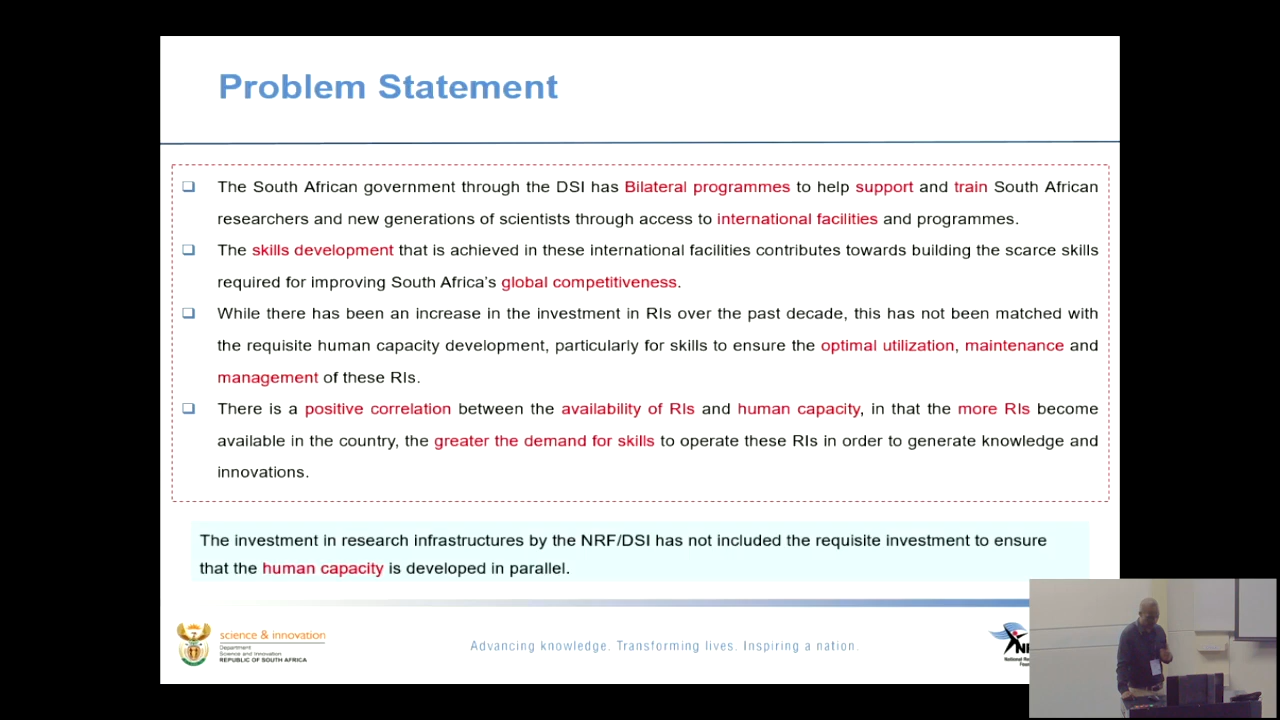 Problem Statement
The South African government through the DSI has Bilateral programmes to help support and train South African
researchers and new generations of scientists through access to international facilities and programmes.
The skills development that is achieved in these international facilities contributes towards building the scarce skills
required for improving South Africa's global competitiveness.
While there has been an increase in the investment in RIs over the past decade, this has not been matched with
the requisite human capacity development, particularly for skills to ensure the optimal utilization, maintenance and
management of these RIs.
There is a positive correlation between the availability of RIs and human capacity, in that the more RIs become
available in the country, the greater the demand for skills to operate these RIs in order to generate knowledge and
innovations.
The investment in research infrastructures by the NRF/DSI has not included the requisite investment to ensure
that the human capacity is developed in parallel.
science & innovation
Department
Science and Innovation
REPUBLIC OF SOUTH AFRICA
Advancing knowledge. Transforming lives. Inspiring a nation.